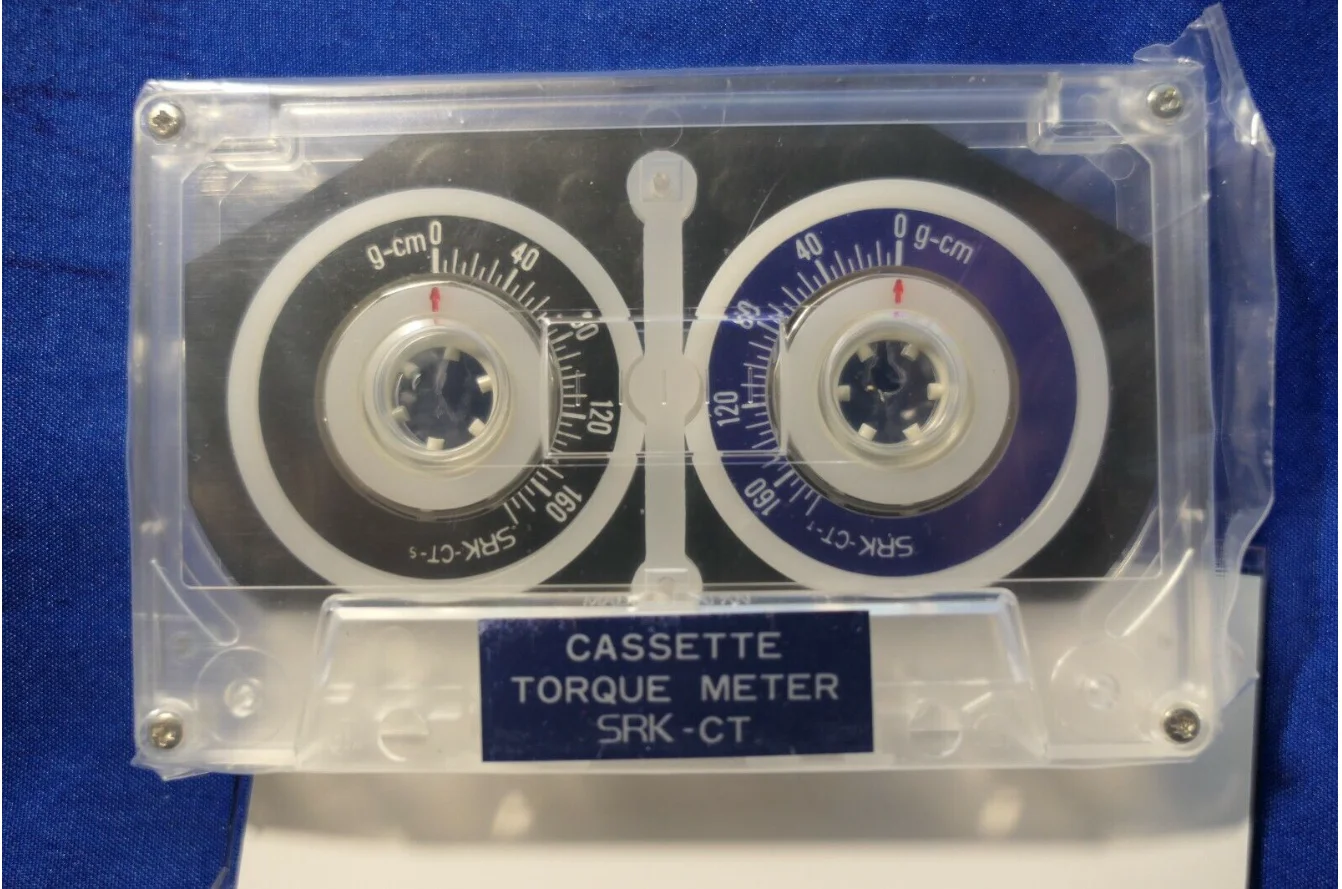 g-cm 0
40
80
120
160
SRK-CT-S
0 g-cm
40
80
120
160
SRK-CT-T
CASSETTE
TORQUE METER
SRK-CT